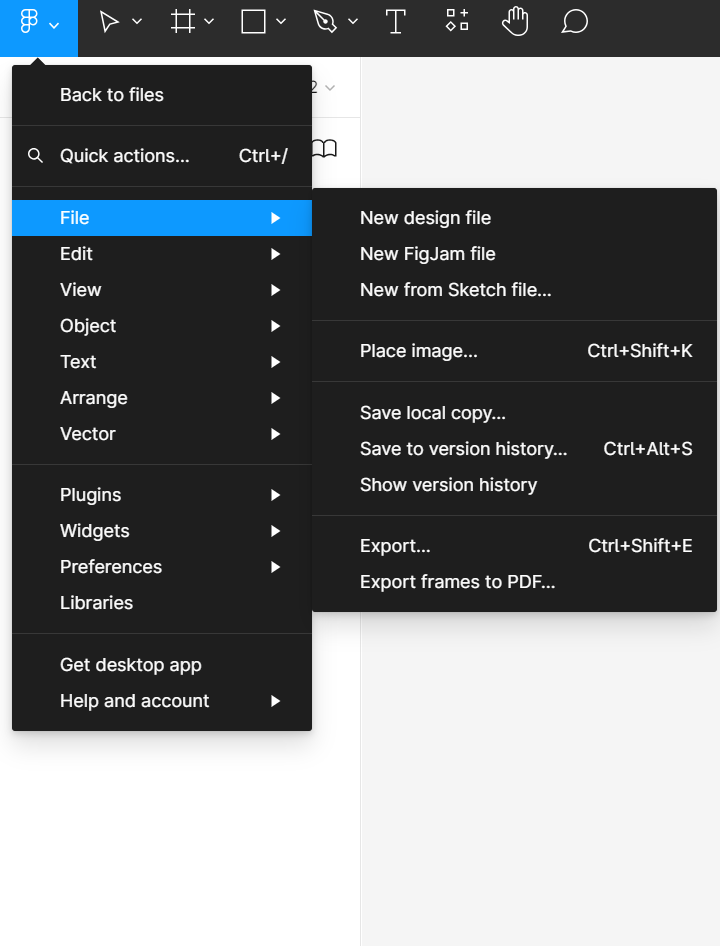 2
Back to files
Quick actions... Ctrl+/
File
Edit
View
Object
Text
Arrange
Vector
Plugins
Widgets
Preferences
Libraries
Get desktop app
Help and account
New design file
New FigJam file
New from Sketch file...
Place image... Ctrl+Shift+K
Save local copy...
Save to version history... Ctrl+Alt+S
Show version history
Export... Ctrl+Shift+E
Export frames to PDF...